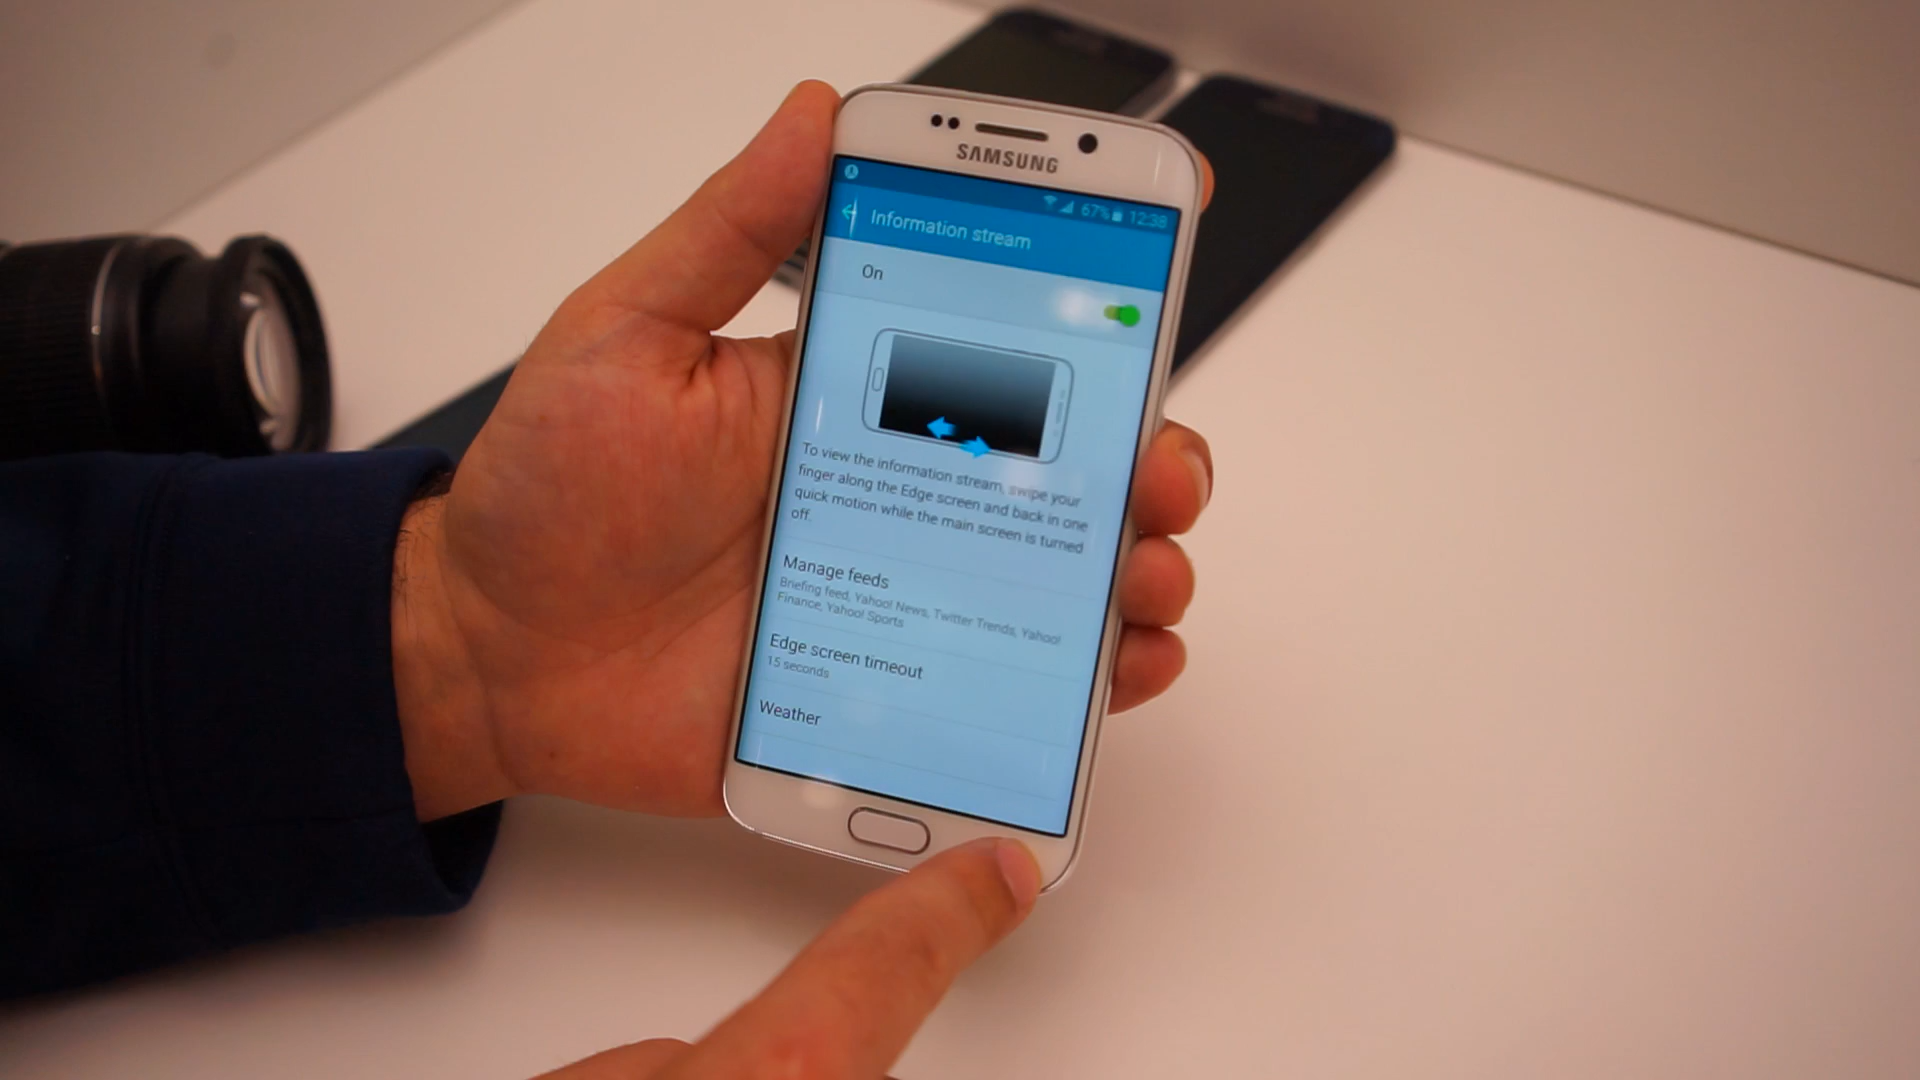 SAMSUNG
67% 12:38
Information stream
On
To view the information stream, swipe your
finger along the Edge screen and back in one
quick motion while the main screen is turned
off.
Manage feeds
Briefing feed, Yahoo! News, Twitter Trends, Yahoo!
Finance, Yahoo! Sports
Edge screen timeout
15 seconds
Weather